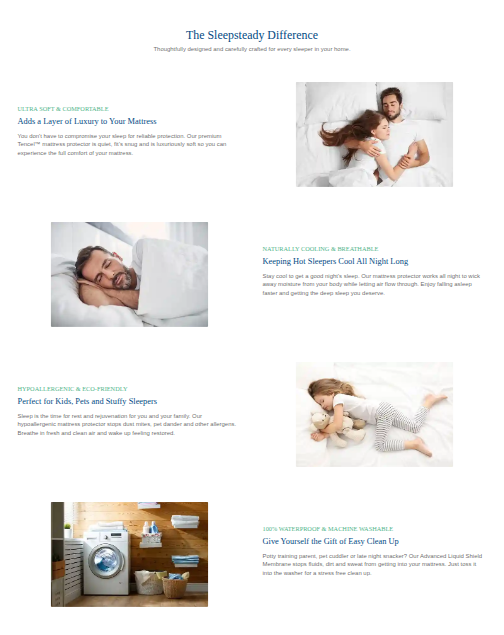 The Sleepsteady Difference
Thoughtfully designed and carefully crafted for every sleeper in your home.
ULTRA SOFT & COMFORTABLE
Adds a Layer of Luxury to Your Mattress
You don't have to compromise your sleep for reliable protection. Our premium
Tencel™ mattress protector is quiet, fit's snug and is luxuriously soft so you can
experience the full comfort of your mattress.
NATURALLY COOLING & BREATHABLE
Keeping Hot Sleepers Cool All Night Long
Stay cool to get a good night's sleep. Our mattress protector works all night to wick
away moisture from your body while letting air flow through. Enjoy falling asleep
faster and getting the deep sleep you deserve.
HYPOALLERGENIC & ECO-FRIENDLY
Perfect for Kids, Pets and Stuffy Sleepers
Sleep is the time for rest and rejuvenation for you and your family. Our
hypoallergenic mattress protector stops dust mites, pet dander and other allergens.
Breathe in fresh and clean air and wake up feeling restored.
100% WATERPROOF & MACHINE WASHABLE
Give Yourself the Gift of Easy Clean Up
Potty training parent, pet cuddler or late night snacker? Our Advanced Liquid Shield
Membrane stops fluids, dirt and sweat from getting into your mattress. Just toss it
into the washer for a stress free clean up.